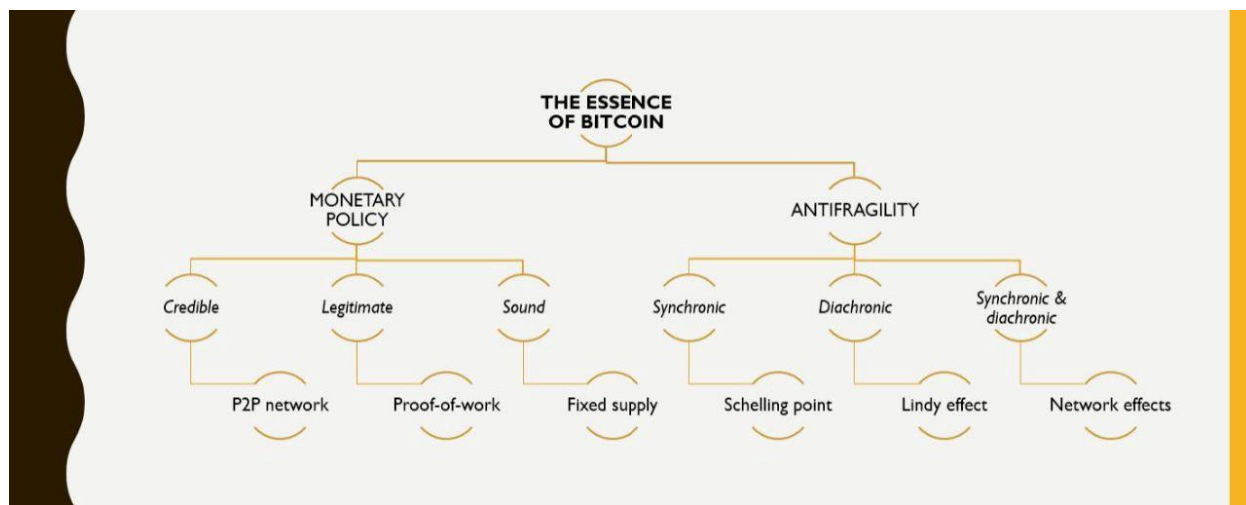 THE ESSENCE
OF BITCOIN
MONETARY
POLICY
ANTIFRAGILITY
Credible
Legitimate
Sound
Synchronic
Diachronic
Synchronic &
diachronic
P2P network
Proof-of-work
Fixed supply
Schelling point
Lindy effect
Network effects